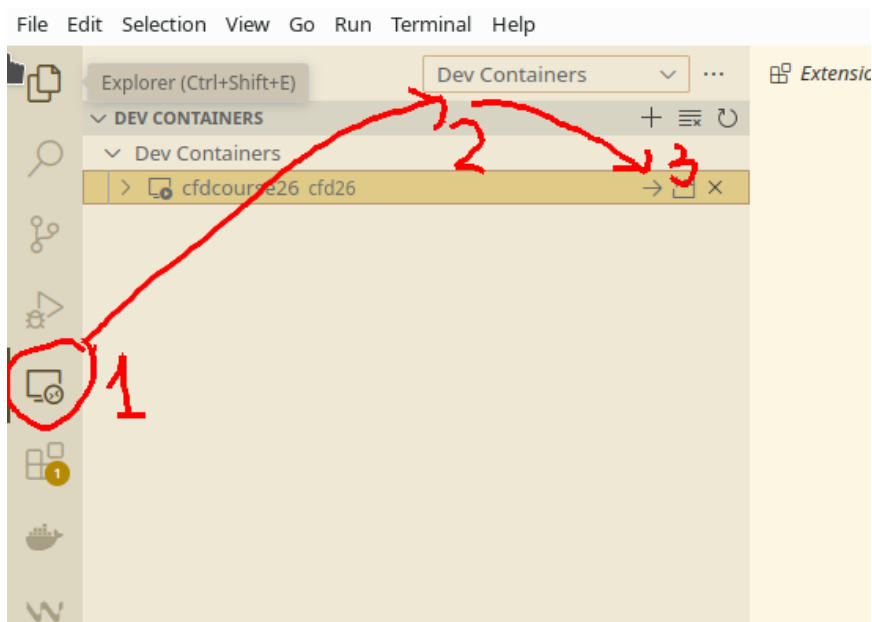 File Edit Selection View Go Run Terminal Help
Explorer (Ctrl+Shift+E)
Dev Containers
Extensio
DEV CONTAINERS
Dev Containers
cfdcourse26 cfd26
1
2
3
1